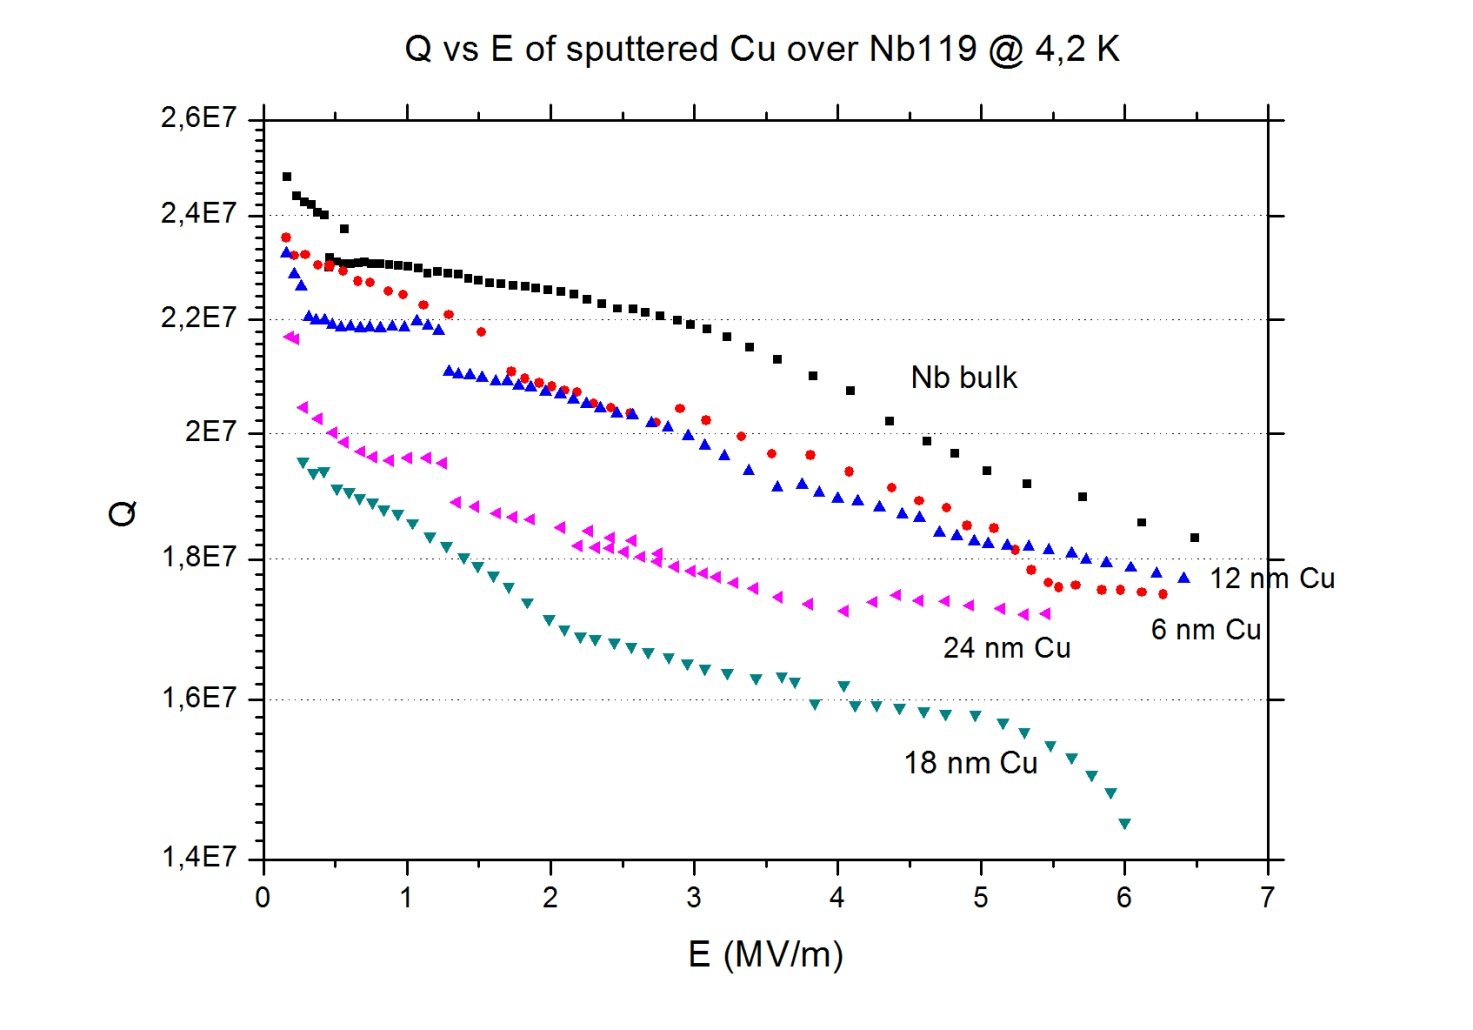 Q vs E of sputtered Cu over Nb119 @ 4,2 K
2,6E7
2,4E7
2,2E7
2E7
1,8E7
1,6E7
1,4E7
Q
Nb bulk
12 nm Cu
6 nm Cu
24 nm Cu
18 nm Cu
0 1 2 3 4 5 6 7
E (MV/m)